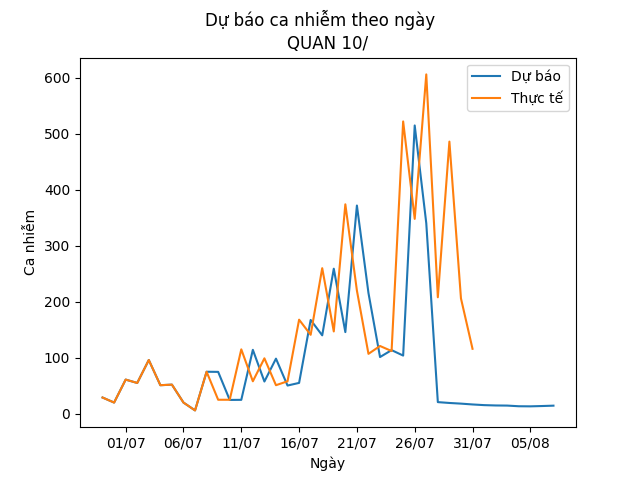 Dự báo ca nhiễm theo ngày
QUAN 10/
Dự báo
Thực tế
Ca nhiễm
600
500
400
300
200
100
0
01/07 06/07 11/07 16/07 21/07 26/07 31/07 05/08
Ngày